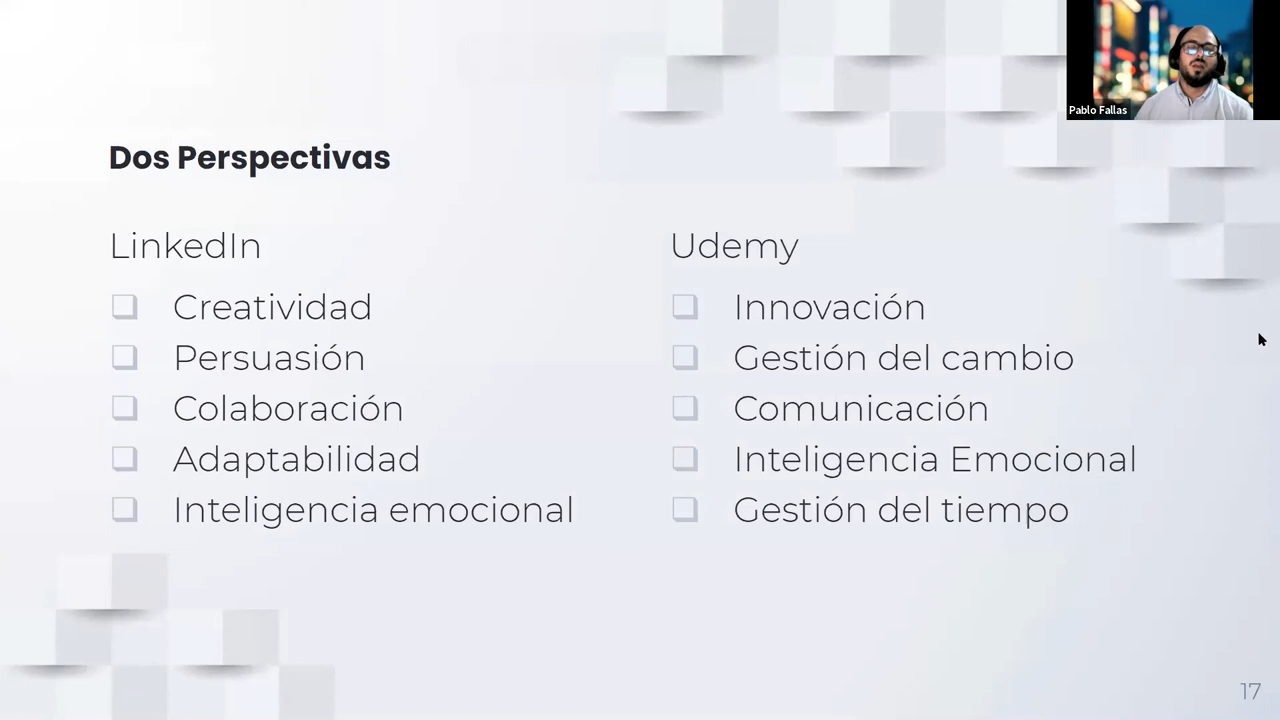 Pablo Fallas
Dos Perspectivas
LinkedIn
Creatividad
Persuasión
Colaboración
Adaptabilidad
Inteligencia emocional
Udemy
Innovación
Gestión del cambio
Comunicación
Inteligencia Emocional
Gestión del tiempo
17